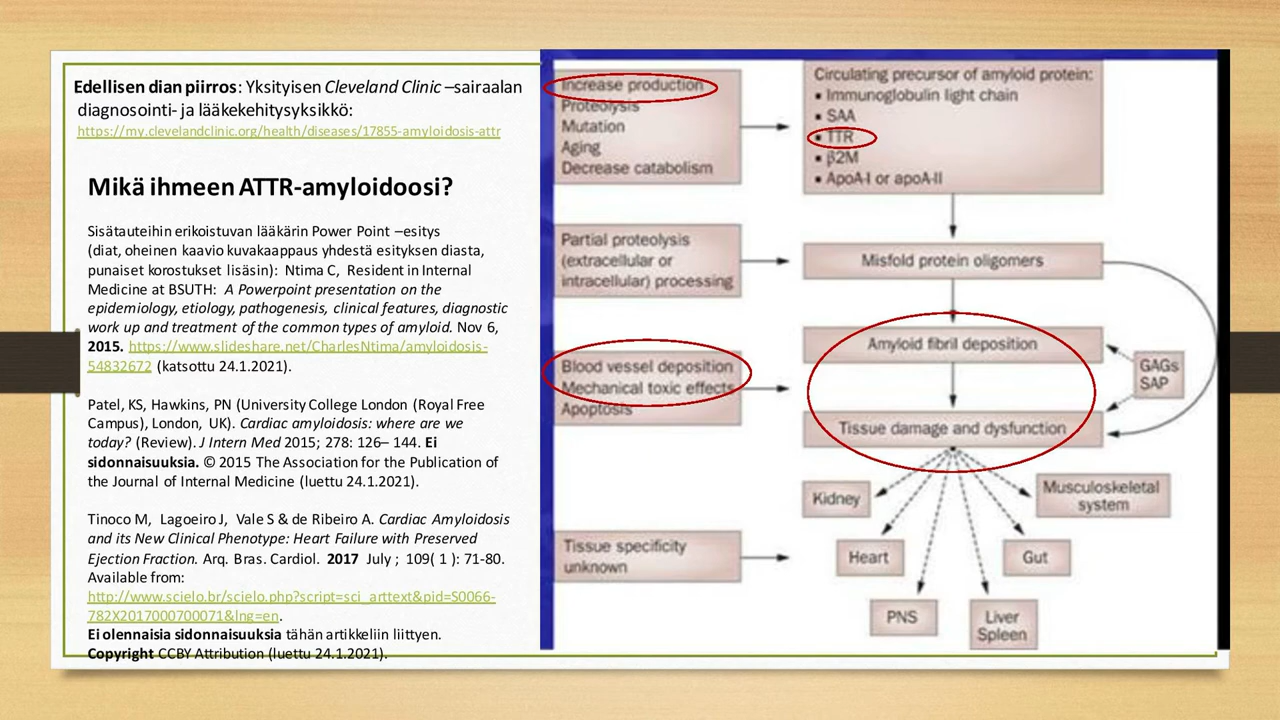 Edellisen dian piirros: Yksityisen Cleveland Clinic –sairaalan
diagnosointi- ja lääkekehitysyksikkö:
https://my.clevelandclinic.org/health/diseases/17855-amyloidosis-attr
Mikä ihmeen ATTR-amyloidoosi?
Sisätauteihin erikoistuvan lääkärin Power Point –esitys
(diat, oheinen kaavio kuvakaappaus yhdestä esityksen diasta,
punaiset korostukset lisäsin): Ntima C, Resident in Internal
Medicine at BSUTH: A Powerpoint presentation on the
epidemiology, etiology, pathogenesis, clinical features, diagnostic
work up and treatment of the common types of amyloid. Nov 6,
2015. https://www.slideshare.net/CharlesNtima/amyloidosis-
54832672 (katsottu 24.1.2021).
Patel, KS, Hawkins, PN (University College London (Royal Free
Campus), London, UK). Cardiac amyloidosis: where are we
today? (Review). J Intern Med 2015; 278: 126– 144. Ei
sidonnaisuuksia. © 2015 The Association for the Publication of
the Journal of Internal Medicine (luettu 24.1.2021).
Tinoco M, Lagoeiro J, Vale S & de Ribeiro A. Cardiac Amyloidosis
and its New Clinical Phenotype: Heart Failure with Preserved
Ejection Fraction. Arq. Bras. Cardiol. 2017 July ; 109( 1 ): 71-80.
Available from:
http://www.scielo.br/scielo.php?script=sci_arttext&pid=S0066-
782X2017000700071&lng=en.
Ei olennaisia sidonnaisuuksia tähän artikkeliin liittyen.
Copyright CCBY Attribution (luettu 24.1.2021).
Increase production
Proteolysis
Mutation
Aging
Decrease catabolism
Circulating precursor of amyloid protein:
▪ Immunoglobulin light chain
▪ SAA
▪ TTR
▪ β2M
▪ ApoA-I or apoA-II
Partial proteolysis
(extracellular or
intracellular) processing
Misfold protein oligomers
Blood vessel deposition
Mechanical toxic effects
Apoptosis
Amyloid fibril deposition
GAGs
SAP
Tissue damage and dysfunction
Kidney
Musculoskeletal
system
Tissue specificity
unknown
Heart
Gut
PNS
Liver
Spleen